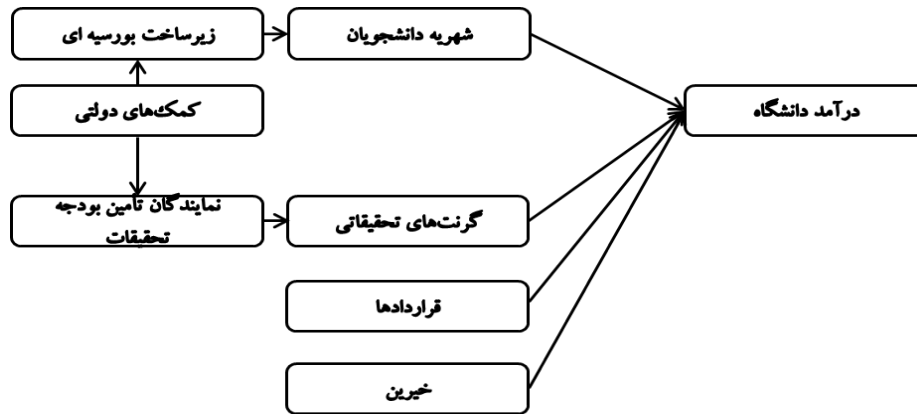 زیرساخت بورسیه ای
شهریه دانشجویان
کمک‌های دولتی
درآمد دانشگاه
نمایندگان تامین بودجه
تحقیقات
گرنت‌های تحقیقاتی
قراردادها
خیرین